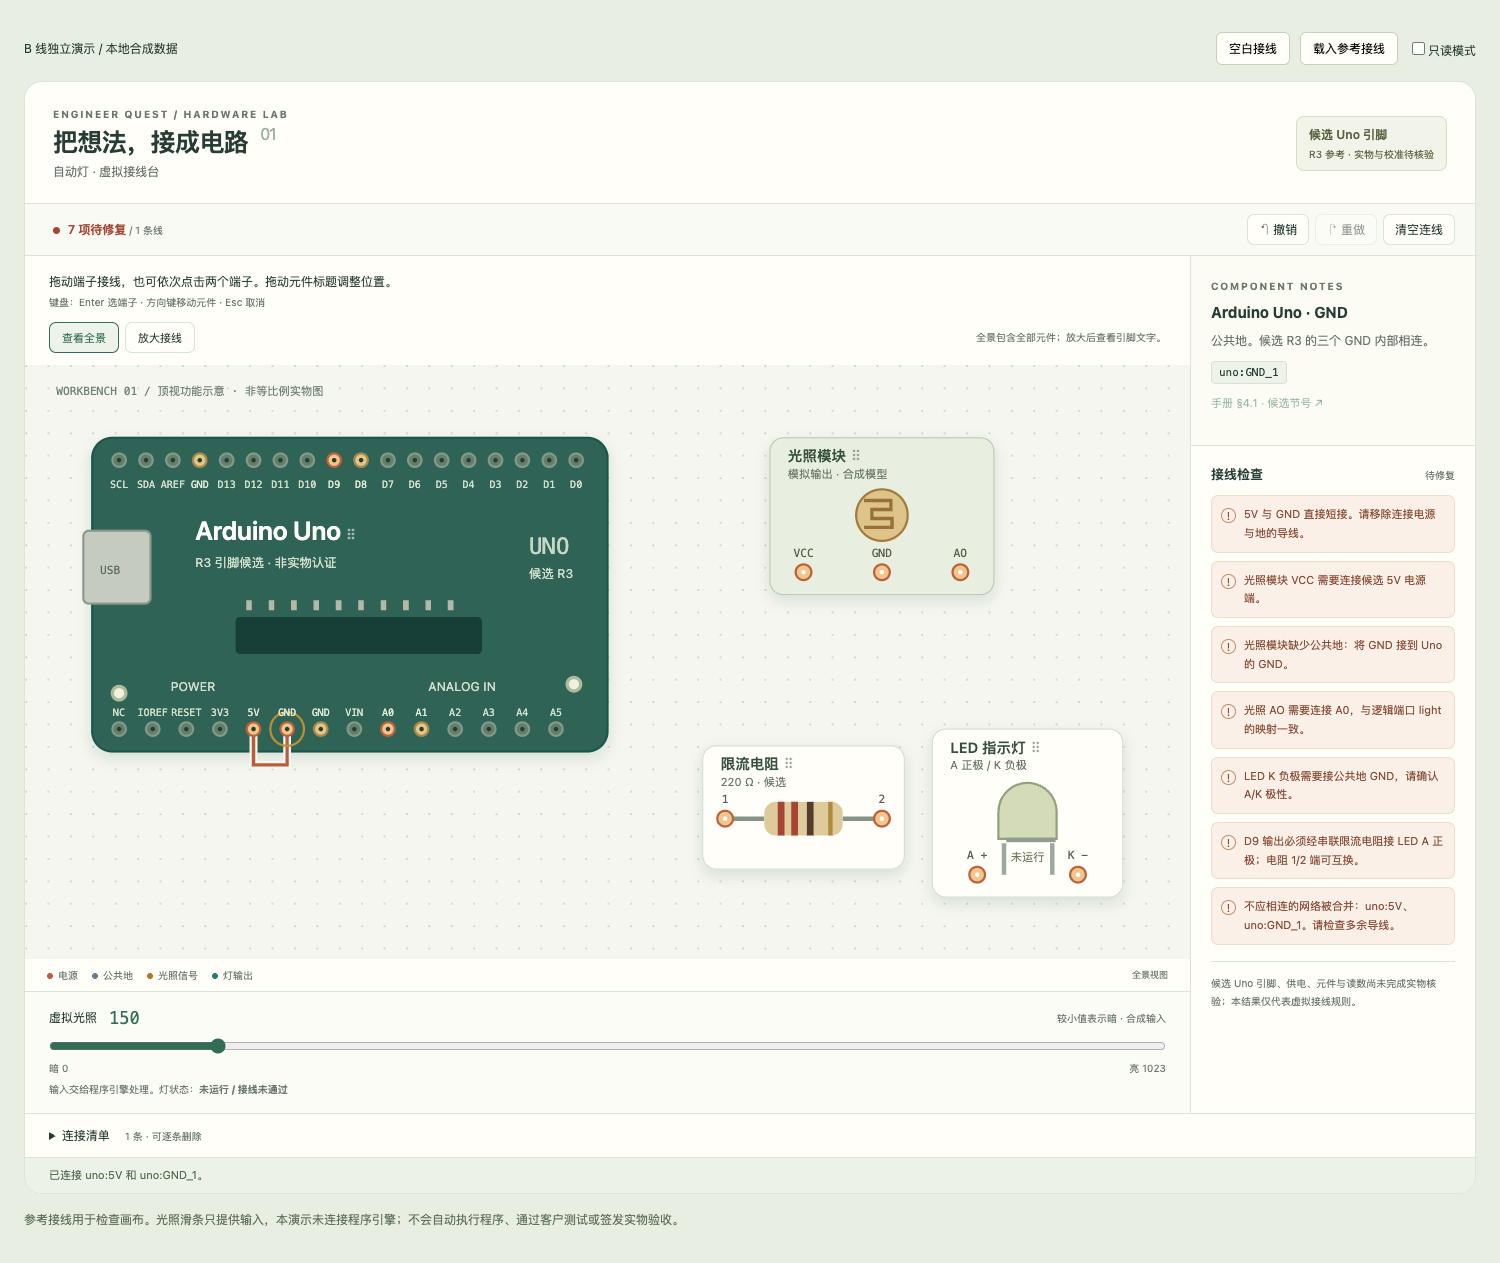 B 线独立演示 / 本地合成数据
空白接线
载入参考接线
只读模式
ENGINEER QUEST / HARDWARE LAB
把想法，接成电路 01
自动灯 · 虚拟接线台
候选 Uno 引脚
R3 参考 · 实物与校准待核验
7 项待修复 / 1 条线
撤销
重做
清空连线
拖动端子接线，也可依次点击两个端子。拖动元件标题调整位置。
键盘：Enter 选端子 · 方向键移动元件 · Esc 取消
查看全景
放大接线
全景包含全部元件；放大后查看引脚文字。
WORKBENCH 01 / 顶视功能示意 · 非等比例实物图
SCL SDA AREF GND D13 D12 D11 D10 D9 D8 D7 D6 D5 D4 D3 D2 D1 D0
Arduino Uno
R3 引脚候选 · 非实物认证
UNO
候选 R3
USB
POWER
ANALOG IN
NC IOREF RESET 3V3 5V GND GND VIN A0 A1 A2 A3 A4 A5
光照模块
模拟输出 · 合成模型
VCC GND AO
限流电阻
220 Ω · 候选
1 2
LED 指示灯
A 正极 / K 负极
A + 未运行 K −
电源 公共地 光照信号 灯输出
全景视图
虚拟光照 150
较小值表示暗 · 合成输入
暗 0
亮 1023
输入交给程序引擎处理。灯状态：未运行 / 接线未通过
COMPONENT NOTES
Arduino Uno · GND
公共地。候选 R3 的三个 GND 内部相连。
uno:GND_1
手册 §4.1 · 候选节号 ↗
接线检查
待修复
5V 与 GND 直接短接。请移除连接电源
与地的导线。
光照模块 VCC 需要连接候选 5V 电源
端。
光照模块缺少公共地：将 GND 接到 Uno
的 GND。
光照 AO 需要连接 A0，与逻辑端口 light
的映射一致。
LED K 负极需要接公共地 GND，请确认
A/K 极性。
D9 输出必须经串联限流电阻接 LED A 正
极；电阻 1/2 端可互换。
不应相连的网络被合并：uno:5V、
uno:GND_1。请检查多余导线。
候选 Uno 引脚、供电、元件与读数尚未完成实物核
验；本结果仅代表虚拟接线规则。
连接清单 1 条 · 可逐条删除
已连接 uno:5V 和 uno:GND_1。
参考接线用于检查画布。光照滑条只提供输入，本演示未连接程序引擎；不会自动执行程序、通过客户测试或签发实物验收。